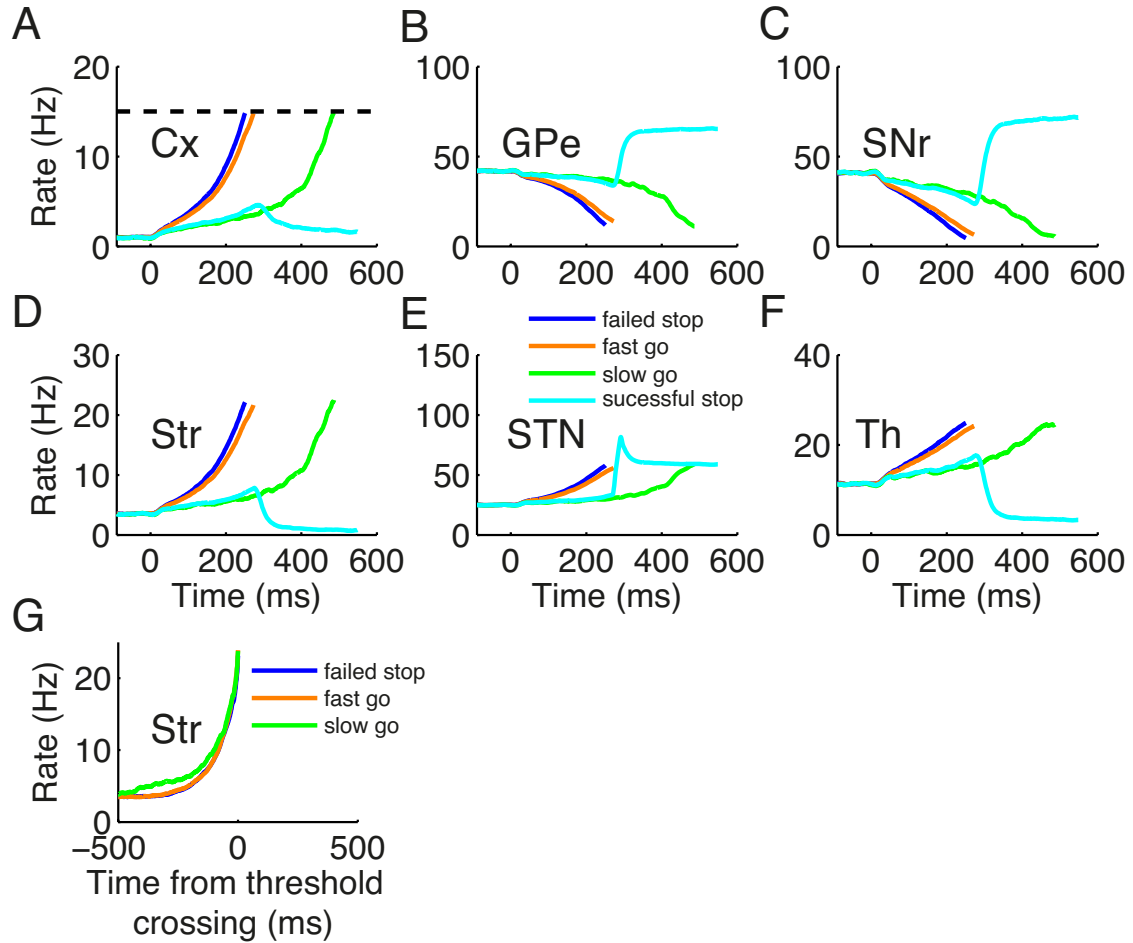 A
B
C
20
10
0
Rate (Hz)
Cx
0 200 400 600
100
50
0
GPe
0 200 400 600
100
50
0
SNr
0 200 400 600
D
E
F
30
20
10
0
Rate (Hz)
Str
0 200 400 600
Time (ms)
failed stop
fast go
slow go
sucessful stop
150
100
50
0
STN
0 200 400 600
Time (ms)
40
20
0
Th
0 200 400 600
Time (ms)
G
20
10
0
Rate (Hz)
Str
failed stop
fast go
slow go
−500 0 500
Time from threshold
crossing (ms)